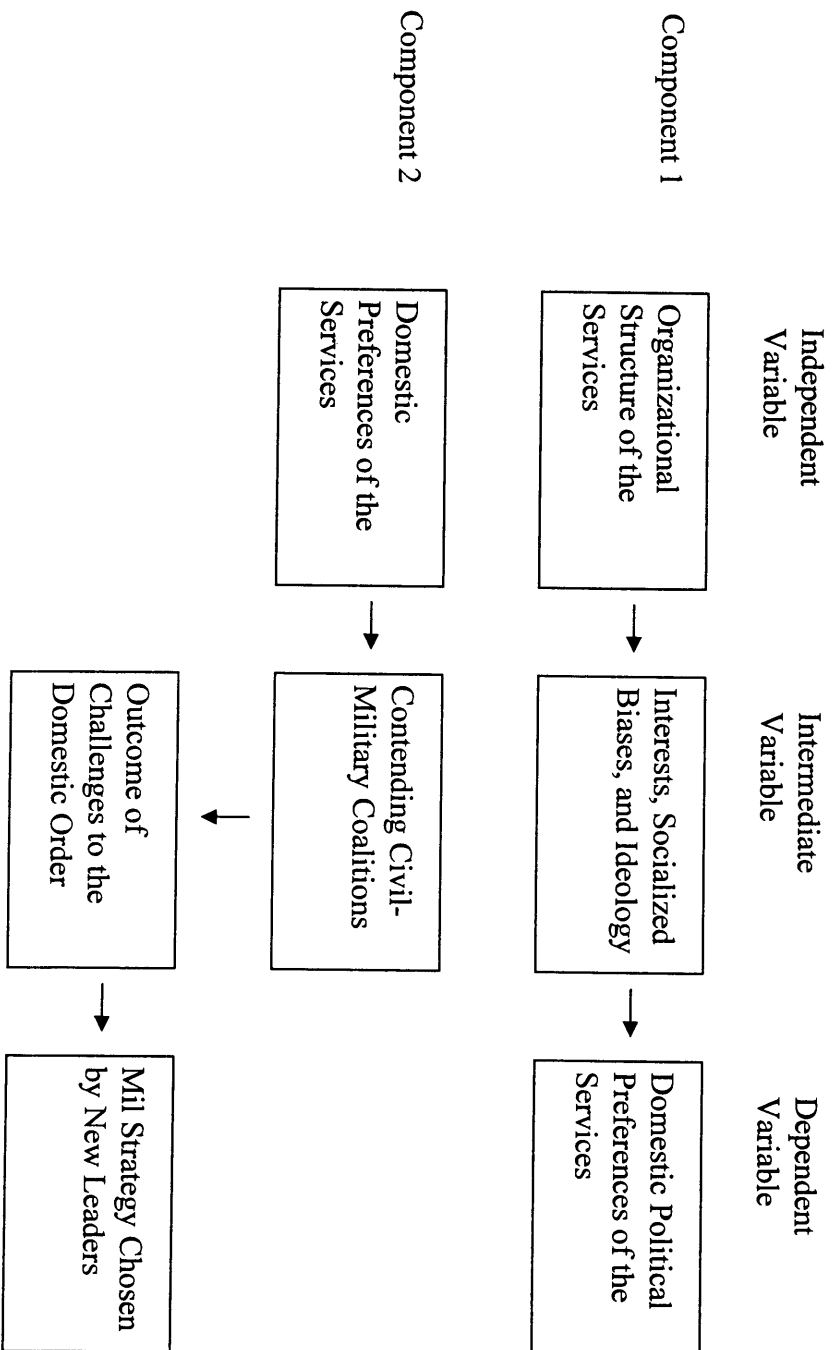 Independent
Variable
Intermediate
Variable
Dependent
Variable
Component 1
Organizational
Structure of the
Services
Interests, Socialized
Biases, and Ideology
Domestic Political
Preferences of the
Services
Component 2
Domestic
Preferences of the
Services
Contending Civil-
Military Coalitions
Outcome of
Challenges to the
Domestic Order
Mil Strategy Chosen
by New Leaders